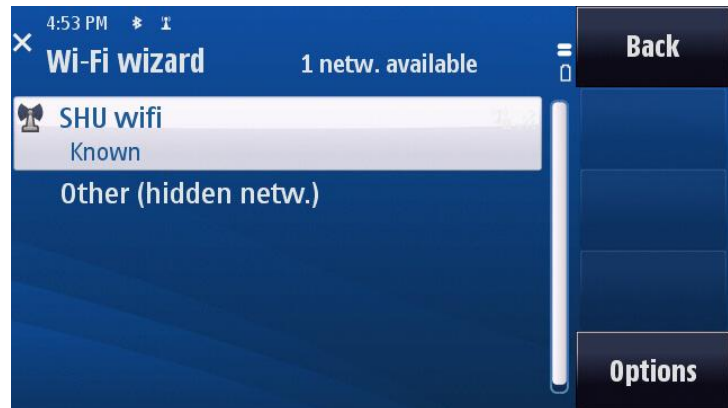 4:53 PM
Wi-Fi wizard
1 netw. available
Back
SHU wifi
Known
Other (hidden netw.)
Options